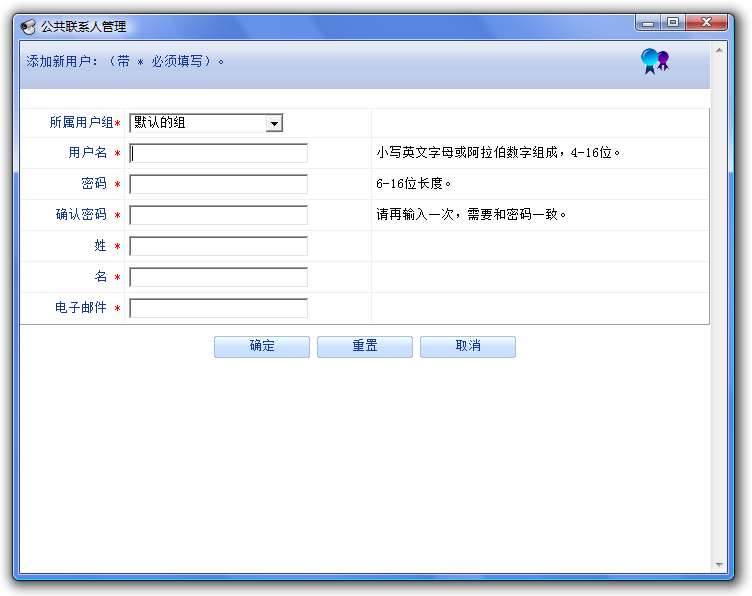 公共联系人管理
添加新用户：（带 * 必须填写）。
所属用户组* 默认的组
用户名 * 小写英文字母或阿拉伯数字组成，4-16位。
密码 * 6-16位长度。
确认密码 * 请再输入一次，需要和密码一致。
姓 *
名 *
电子邮件 *
确定 重置 取消